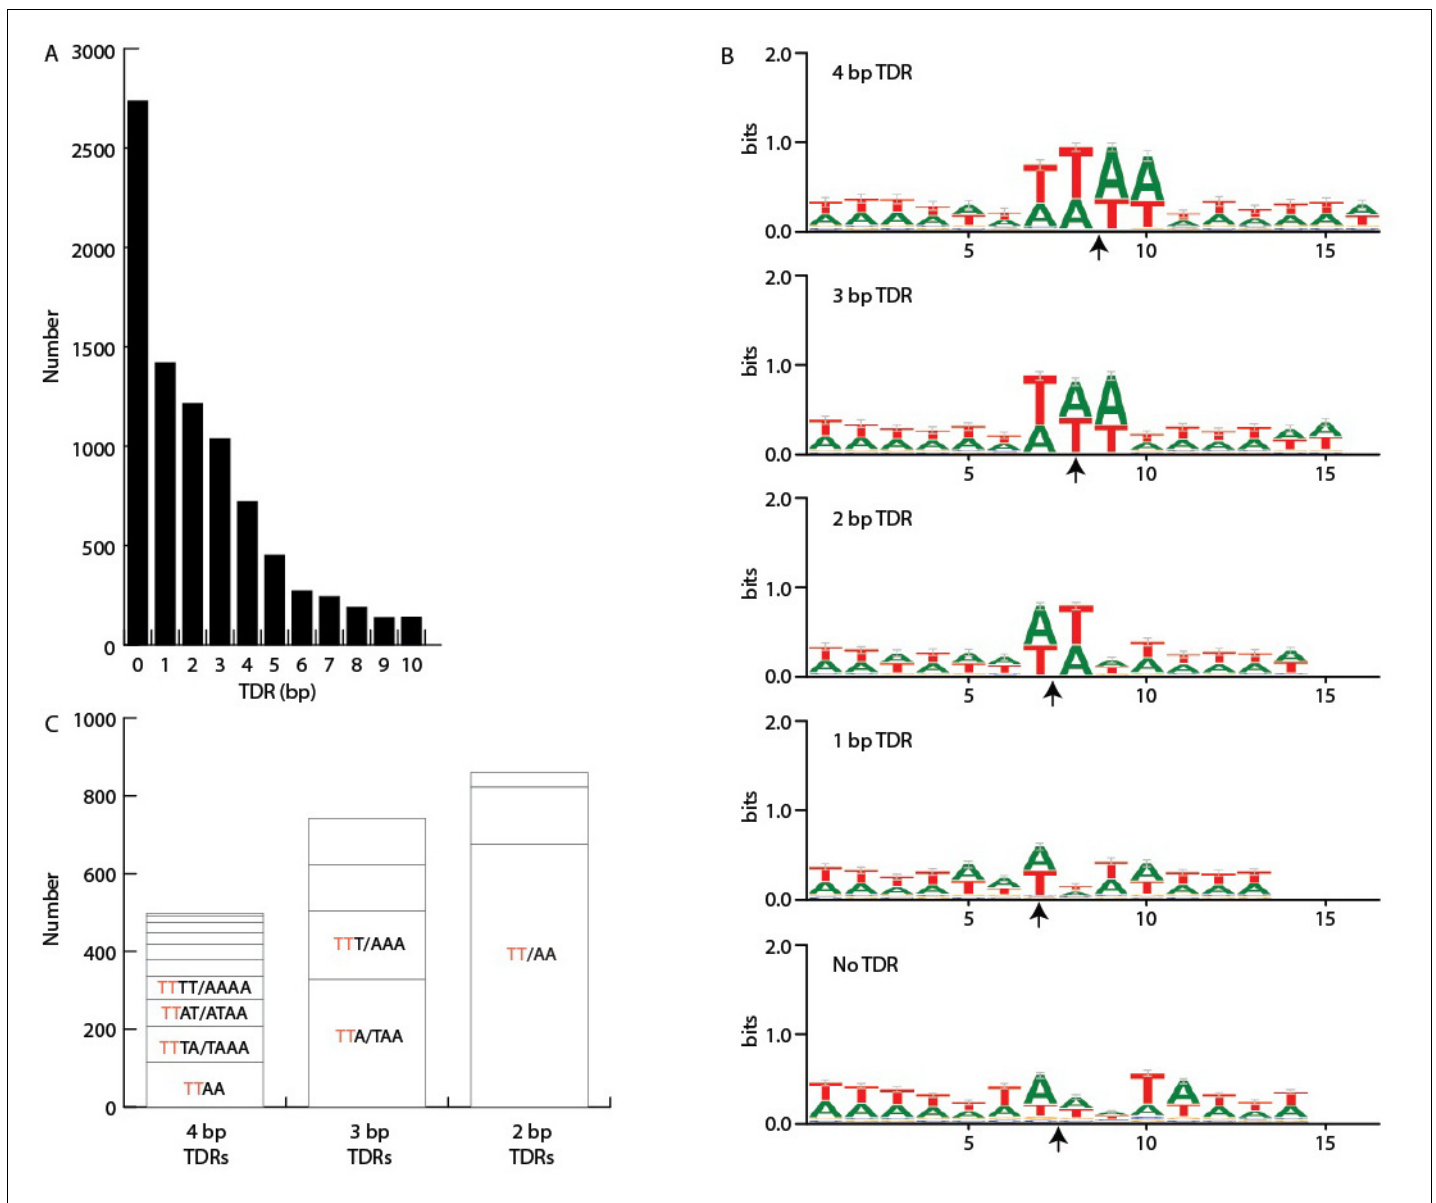 A
3000
2500
2000
1500
1000
500
0
Number
0 1 2 3 4 5 6 7 8 9 10
TDR (bp)
B
2.0
1.0
0.0
bits
4 bp TDR
5 10 15
2.0
1.0
0.0
bits
3 bp TDR
5 10 15
2.0
1.0
0.0
bits
2 bp TDR
5 10 15
2.0
1.0
0.0
bits
1 bp TDR
5 10 15
2.0
1.0
0.0
bits
No TDR
5 10 15
C
1000
800
600
400
200
0
Number
TTTT/AAAA
TTAT/ATAA
TTTA/TAAA
TTAA
TTT/AAA
TTA/TAA
TT/AA
4 bp
TDRs
3 bp
TDRs
2 bp
TDRs